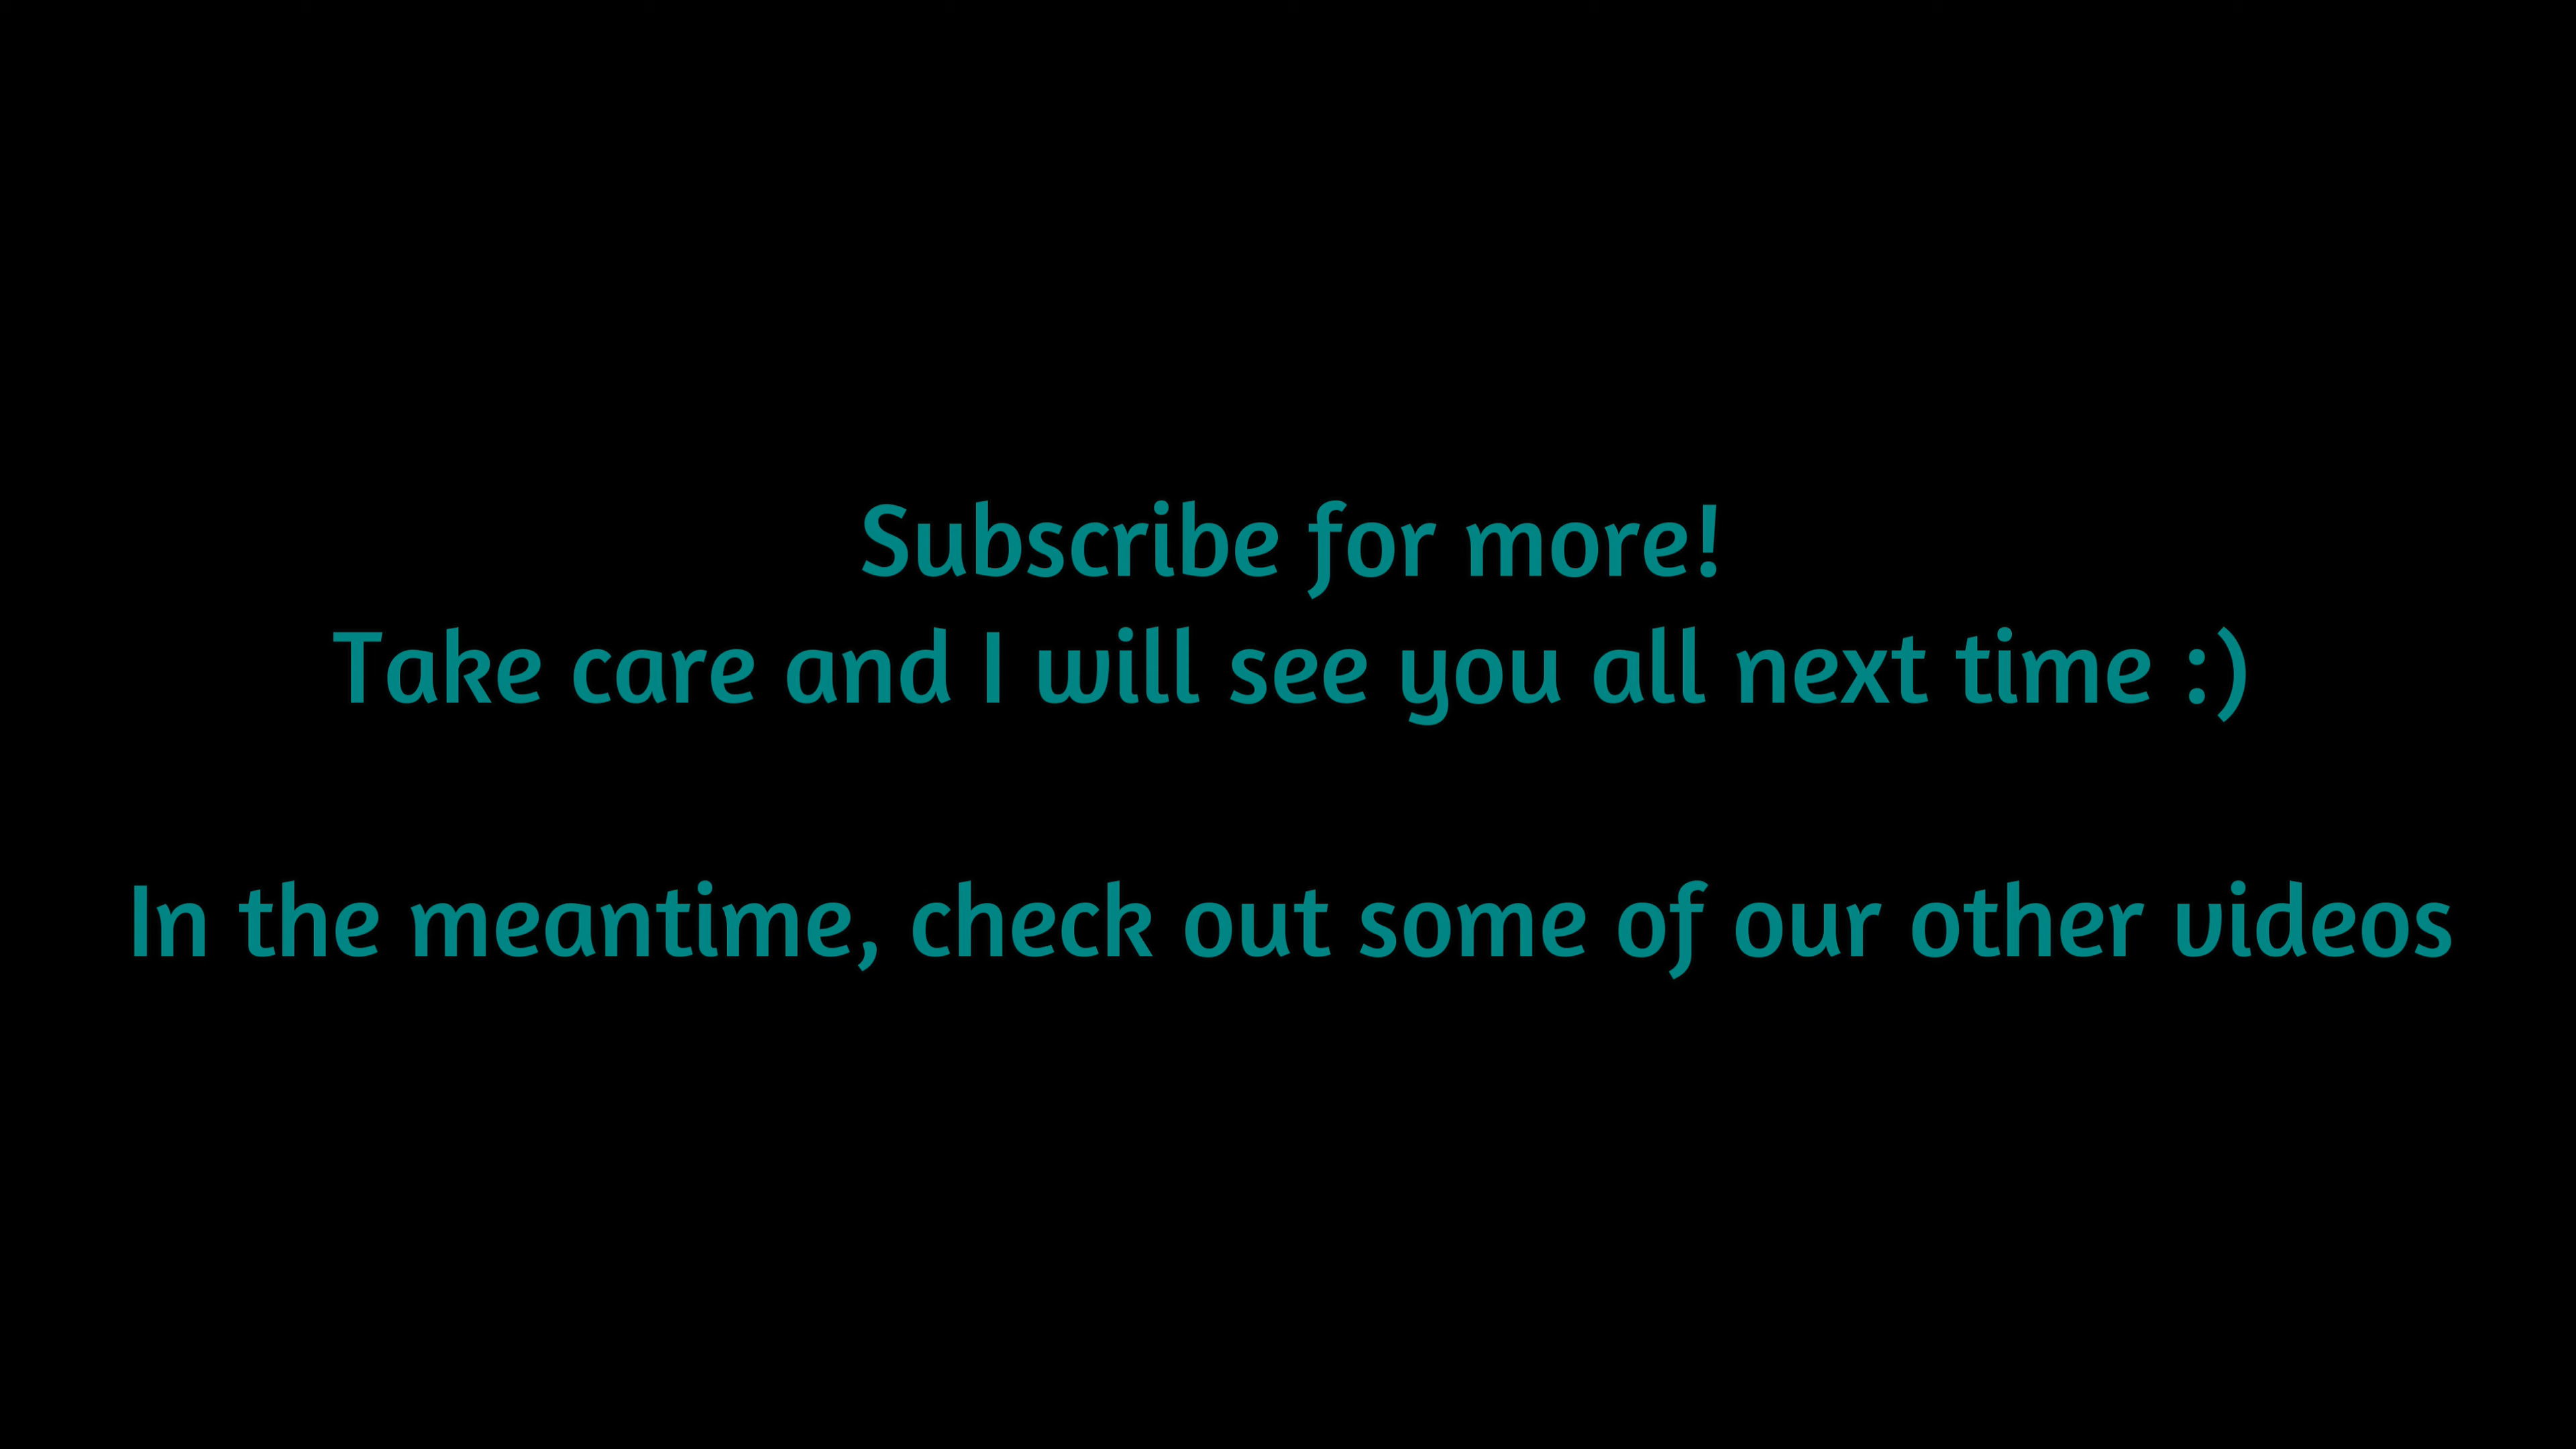 Subscribe for more!
Take care and I will see you all next time :)
In the meantime, check out some of our other videos